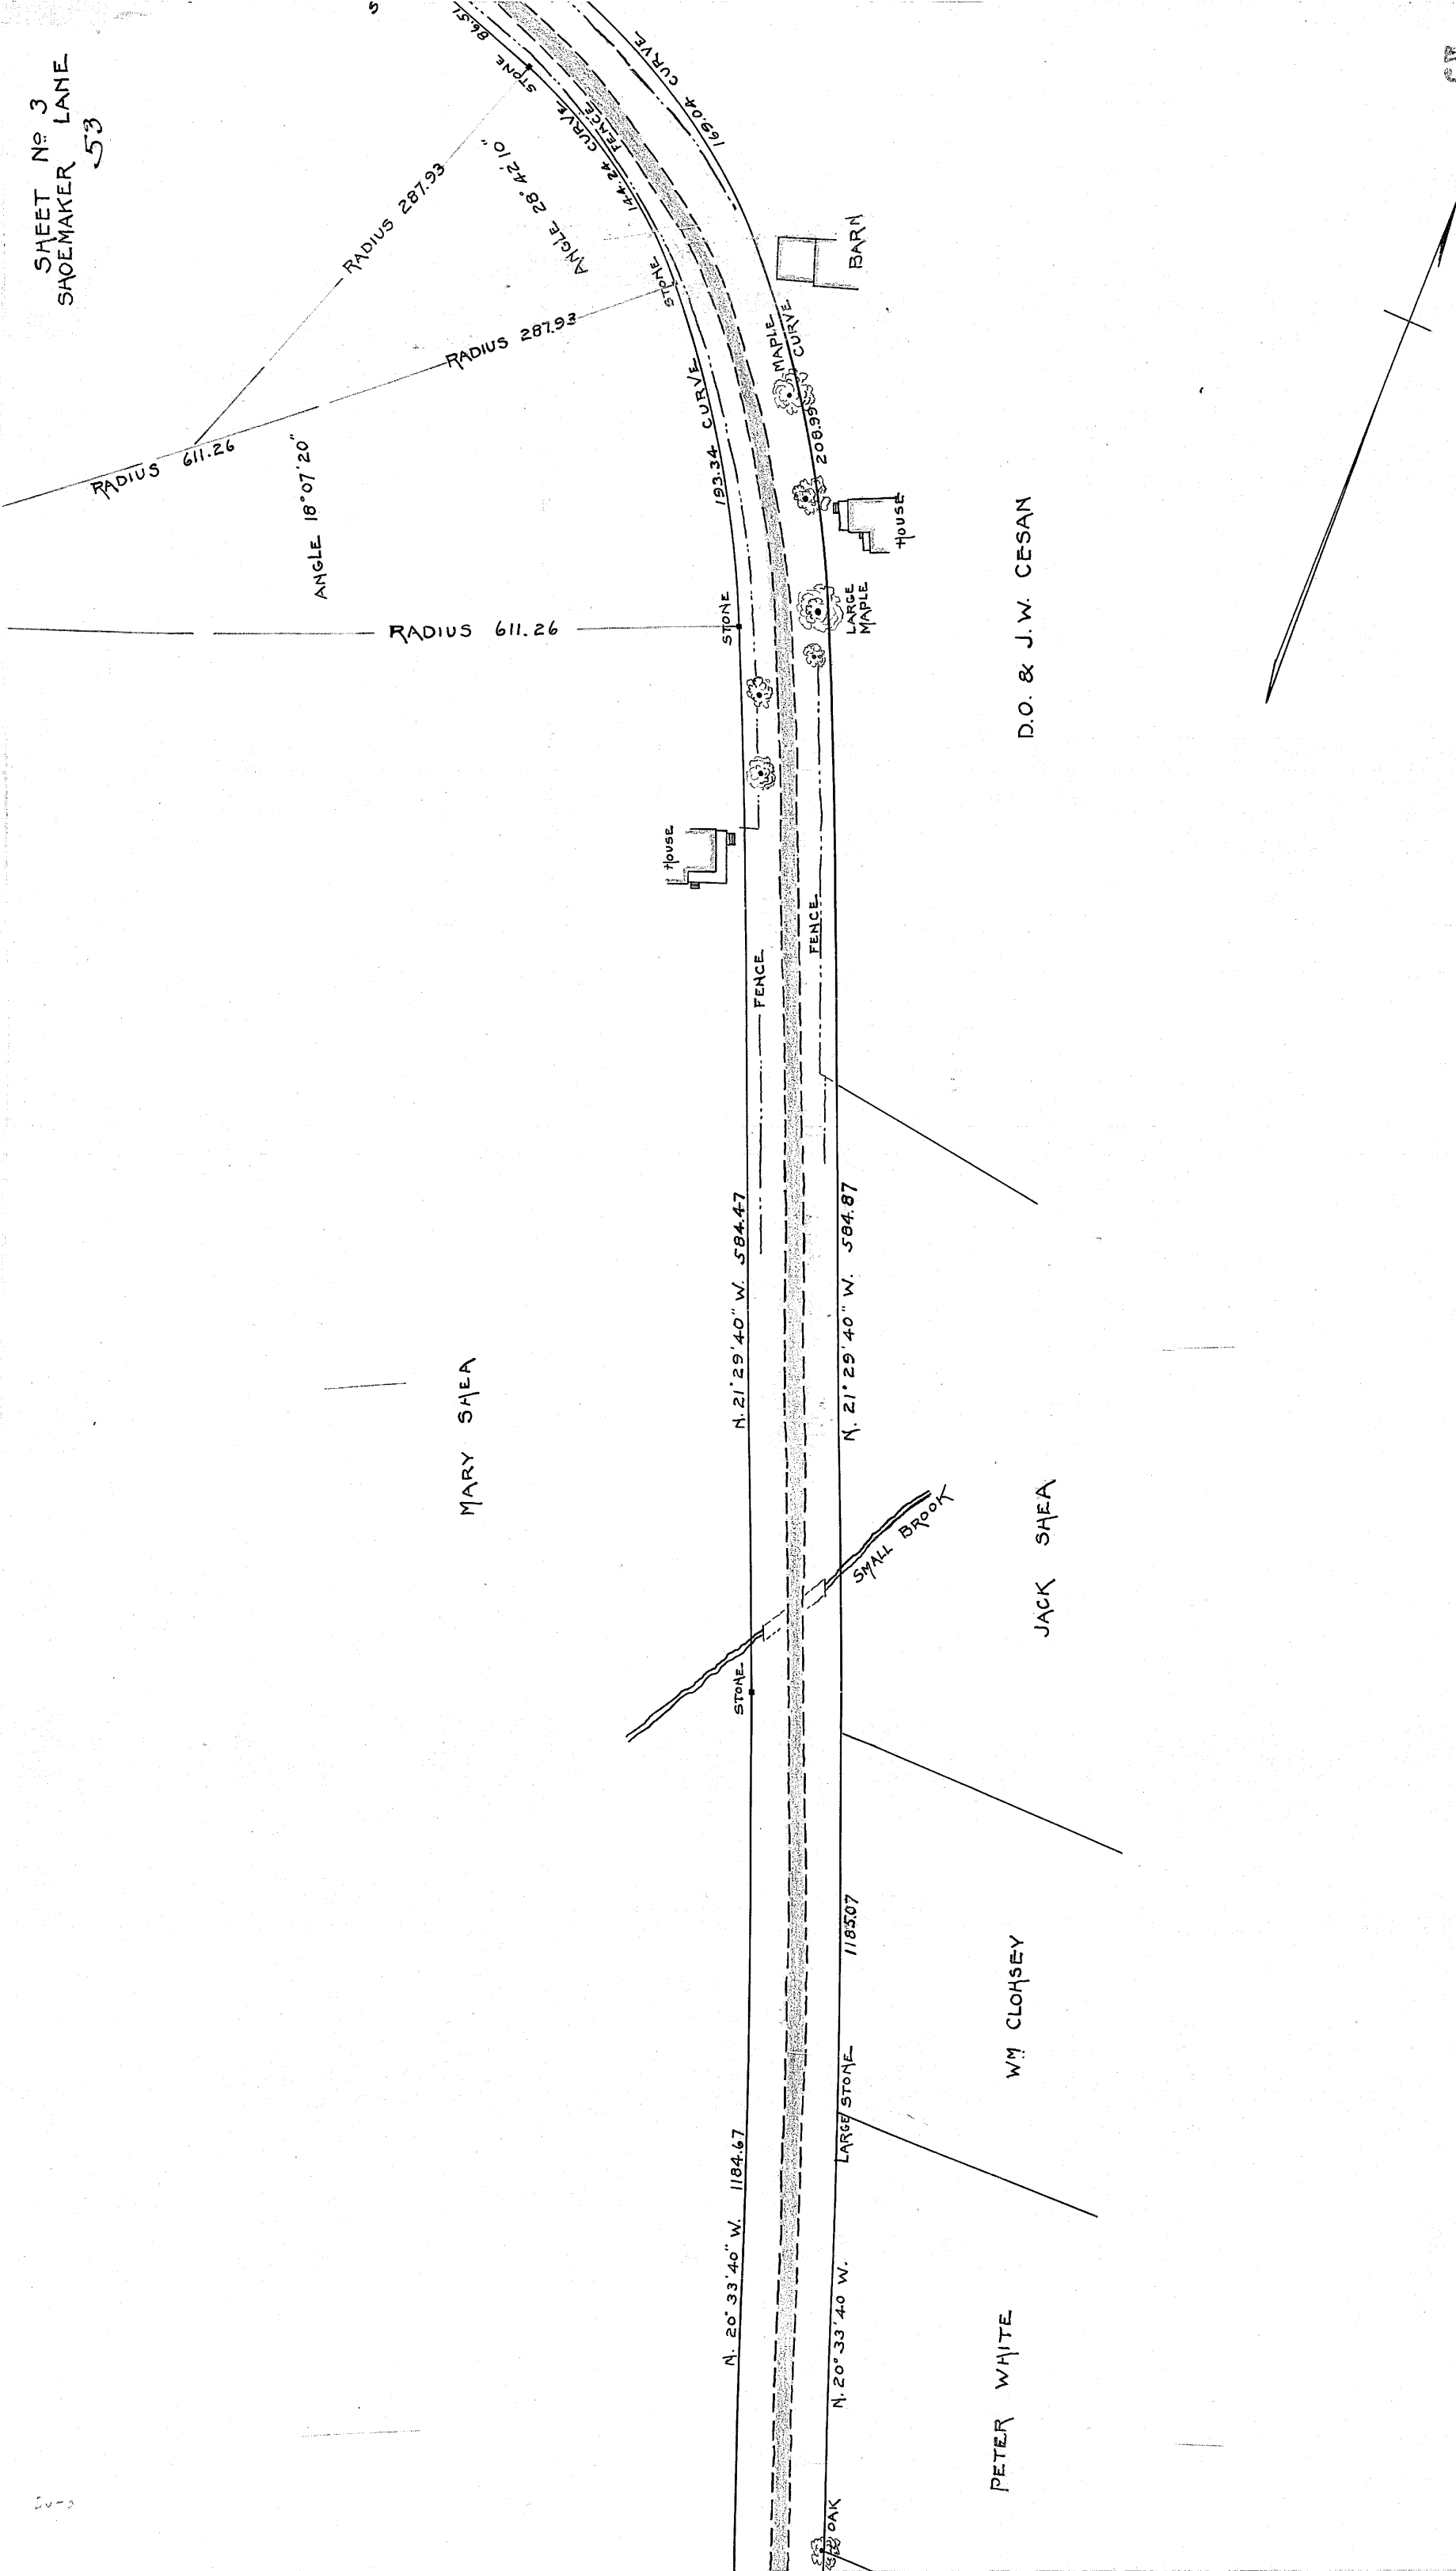 SHEET Nº 3
SHOEMAKER LANE
53
86.51
STONE
RADIUS 287.93
ANGLE 28° 42' 10"
144.24 CURVE
FENCE
169.04 CURVE
STONE
RADIUS 287.93
BARN
MAPLE
208.99 CURVE
193.34 CURVE
RADIUS 611.26
ANGLE 18° 07' 20"
HOUSE
STONE
RADIUS 611.26
LARGE
MAPLE
D.O. & J.W. CESAN
HOUSE
FENCE
FENCE
N. 21° 29' 40" W. 584.47
N. 21° 29' 40" W. 584.87
MARY SHEA
SMALL BROOK
JACK SHEA
STONE
1185.07
WM CLOHSEY
LARGE STONE
N. 20° 33' 40" W. 1184.67
N. 20° 33' 40 W.
PETER WHITE
OAK